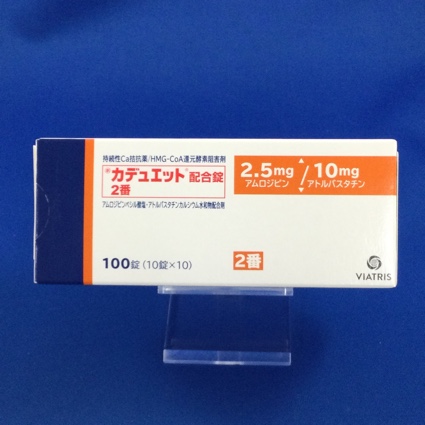 持続性Ca拮抗薬/HMG-CoA還元酵素阻害剤
※カデュエット®配合錠
2番
アムロジピンベシル酸塩・アトルバスタチンカルシウム水和物配合剤
2.5mg/10mg
アムロジピン アトルバスタチン
100錠(10錠×10)
2番
VIATRIS